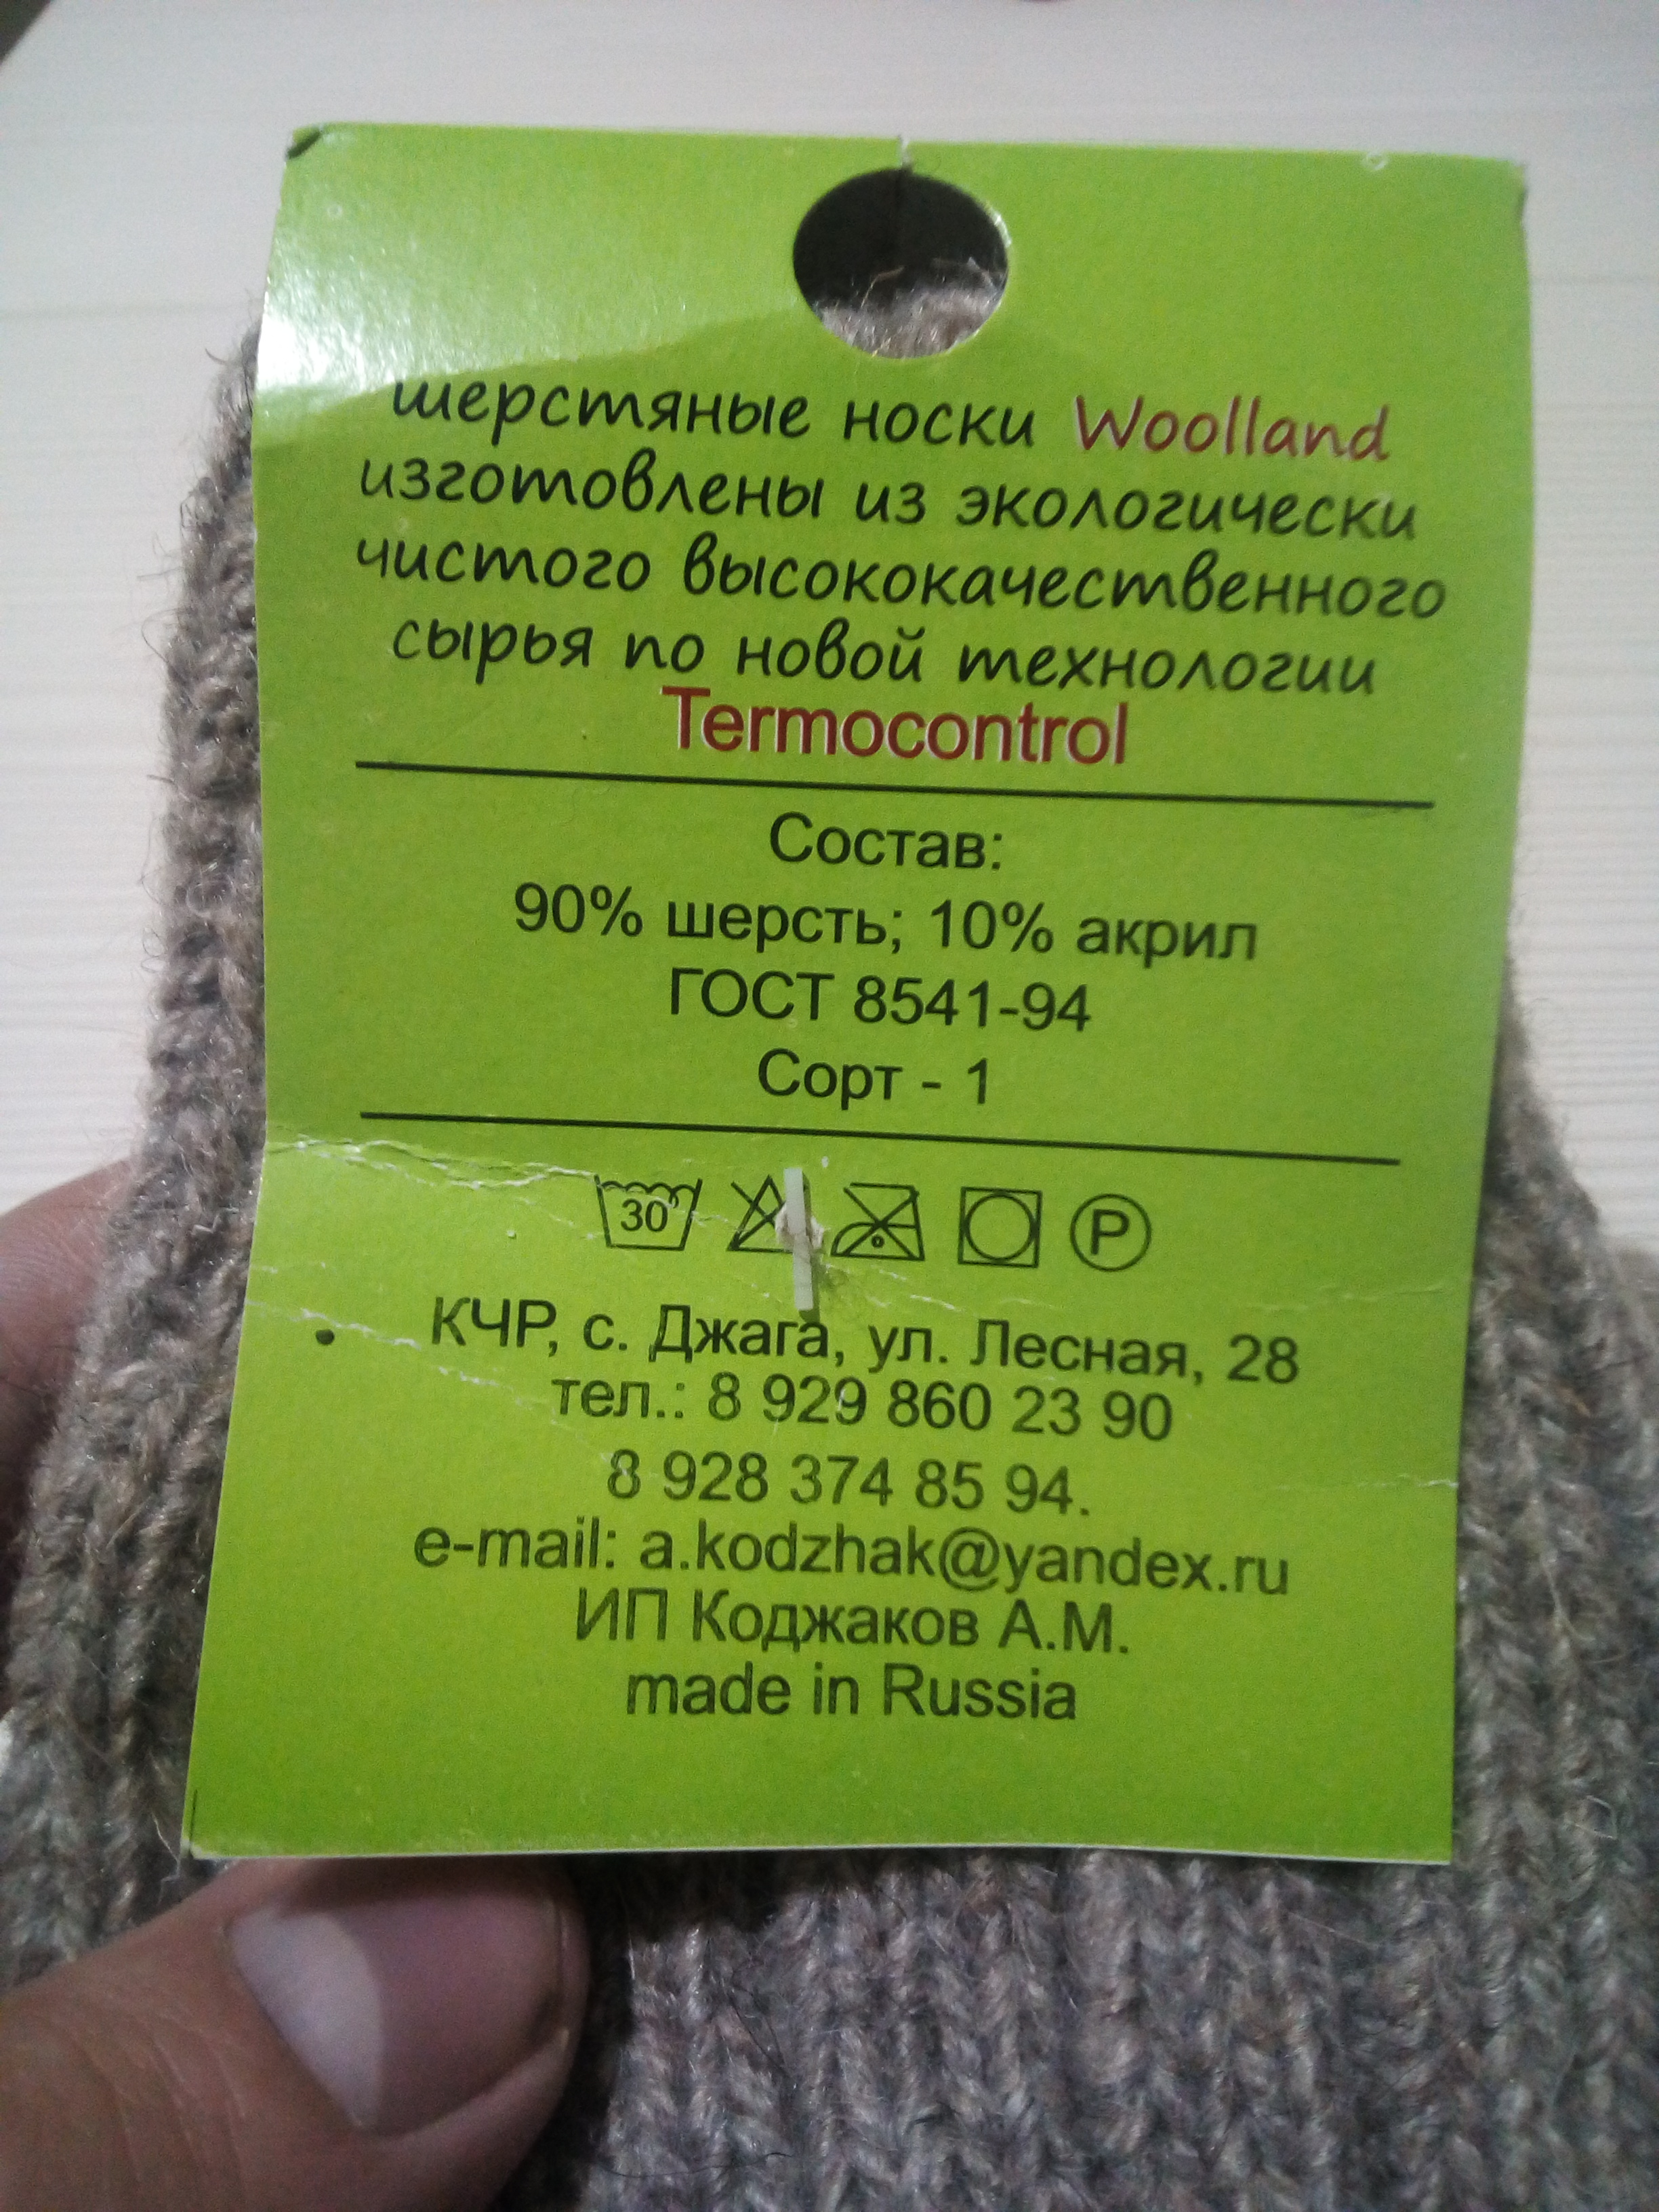 шерстяные носки Woolland
изготовлены из экологически
чистого высококачественного
сырья по новой технологии
Termocontrol
Состав:
90% шерсть; 10% акрил
ГОСТ 8541-94
Сорт - 1
30° P
КЧР, с. Джага, ул. Лесная, 28
тел.: 8 929 860 23 90
8 928 374 85 94.
e-mail: a.kodzhak@yandex.ru
ИП Коджаков А.М.
made in Russia